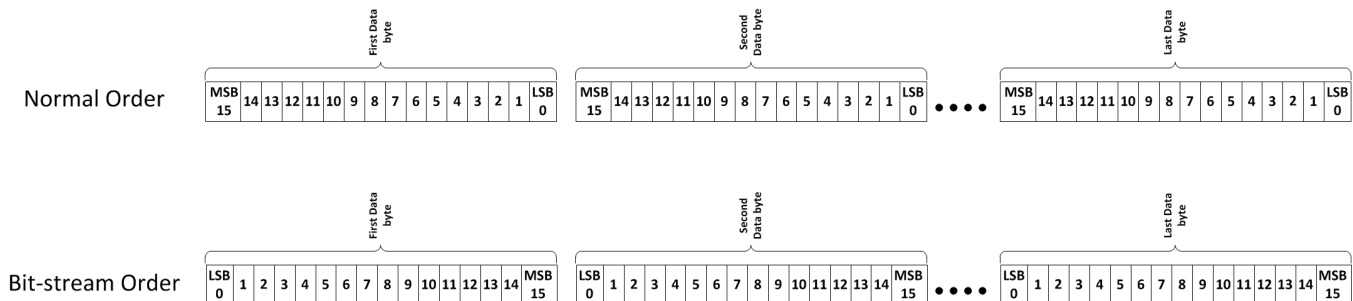 First Data
byte
Second
Data byte
Last Data
byte
Normal Order
MSB 14 13 12 11 10 9 8 7 6 5 4 3 2 1 LSB
15 0
MSB 14 13 12 11 10 9 8 7 6 5 4 3 2 1 LSB
15 0
MSB 14 13 12 11 10 9 8 7 6 5 4 3 2 1 LSB
15 0
First Data
byte
Second
Data byte
Last Data
byte
Bit-stream Order
LSB 1 2 3 4 5 6 7 8 9 10 11 12 13 14 MSB
0 15
LSB 1 2 3 4 5 6 7 8 9 10 11 12 13 14 MSB
0 15
LSB 1 2 3 4 5 6 7 8 9 10 11 12 13 14 MSB
0 15